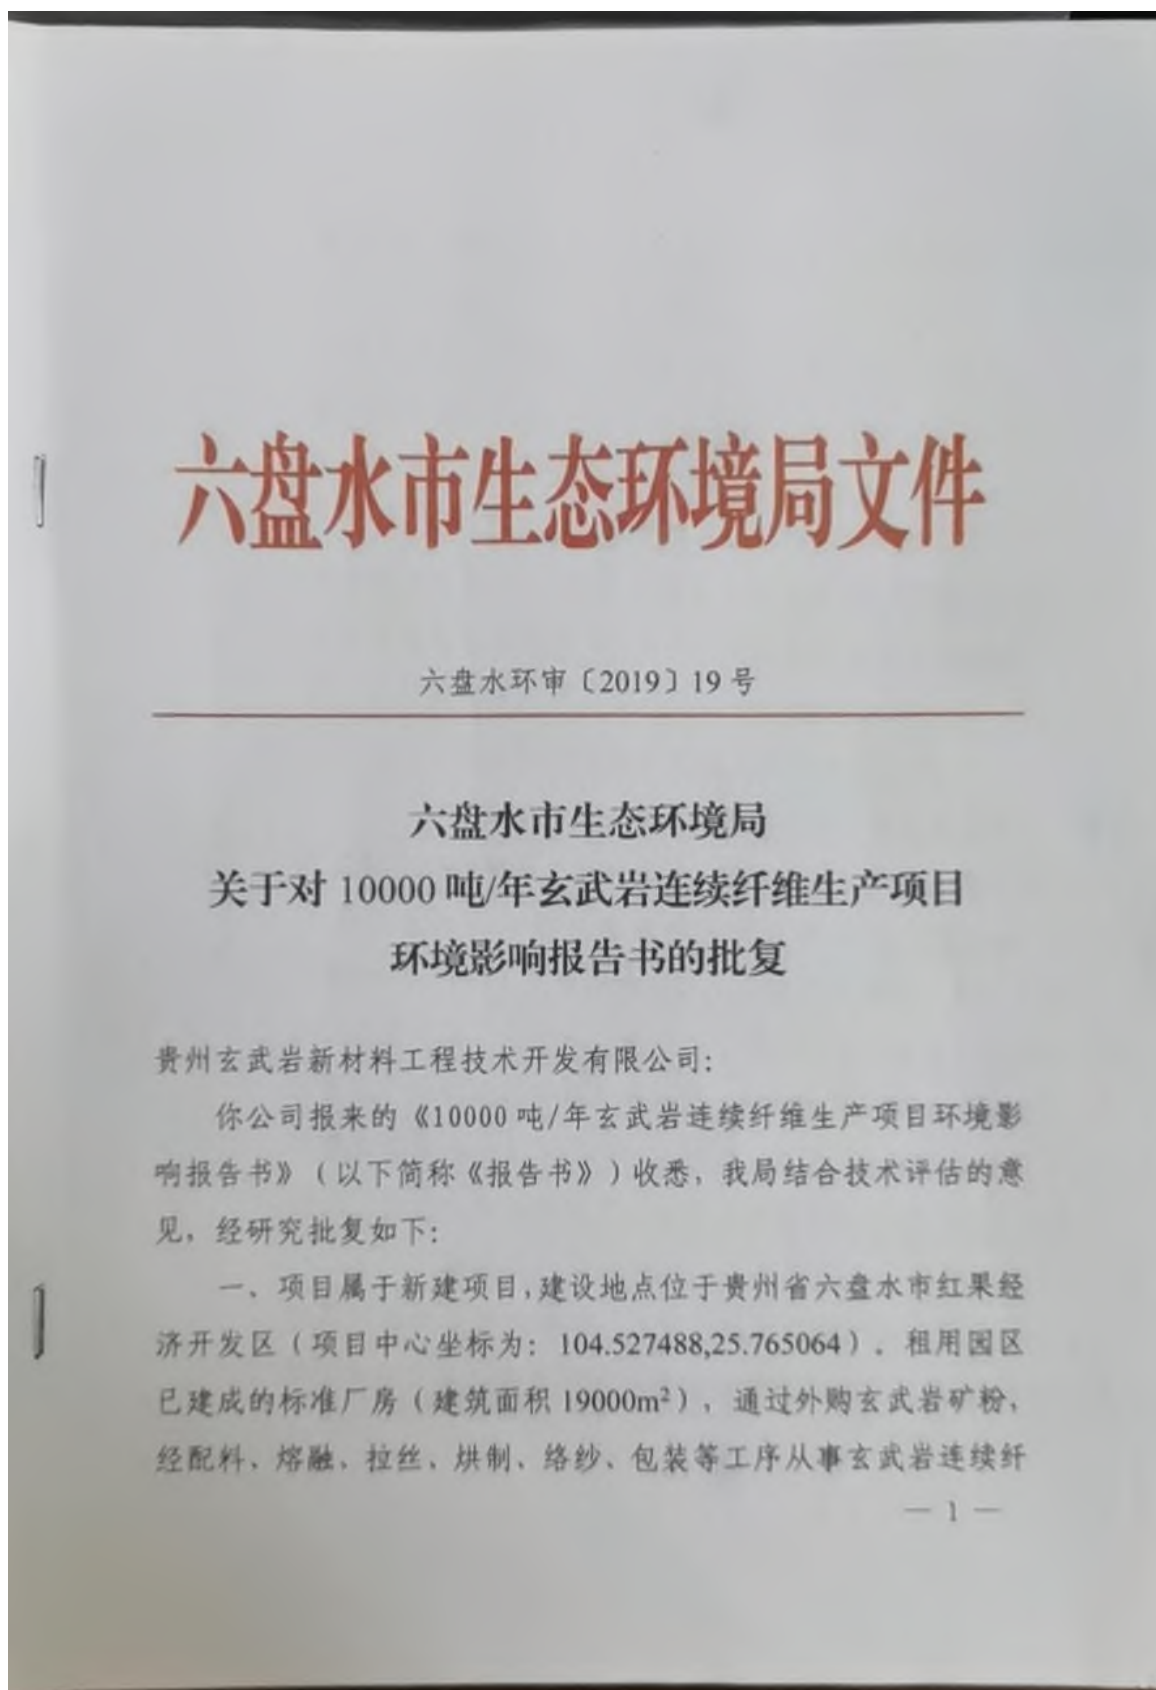 六盘水市生态环境局文件
六盘水环审〔2019〕19号
六盘水市生态环境局
关于对10000吨/年玄武岩连续纤维生产项目
环境影响报告书的批复
贵州玄武岩新材料工程技术开发有限公司：
你公司报来的《10000吨/年玄武岩连续纤维生产项目环境影
响报告书》（以下简称《报告书》）收悉，我局结合技术评估的意
见，经研究批复如下：
一、项目属于新建项目，建设地点位于贵州省六盘水市红果经
济开发区（项目中心坐标为：104.527488,25.765064）。租用园区
已建成的标准厂房（建筑面积19000m²），通过外购玄武岩矿粉，
经配料、熔融、拉丝、烘制、络纱、包装等工序从事玄武岩连续纤
— 1 —